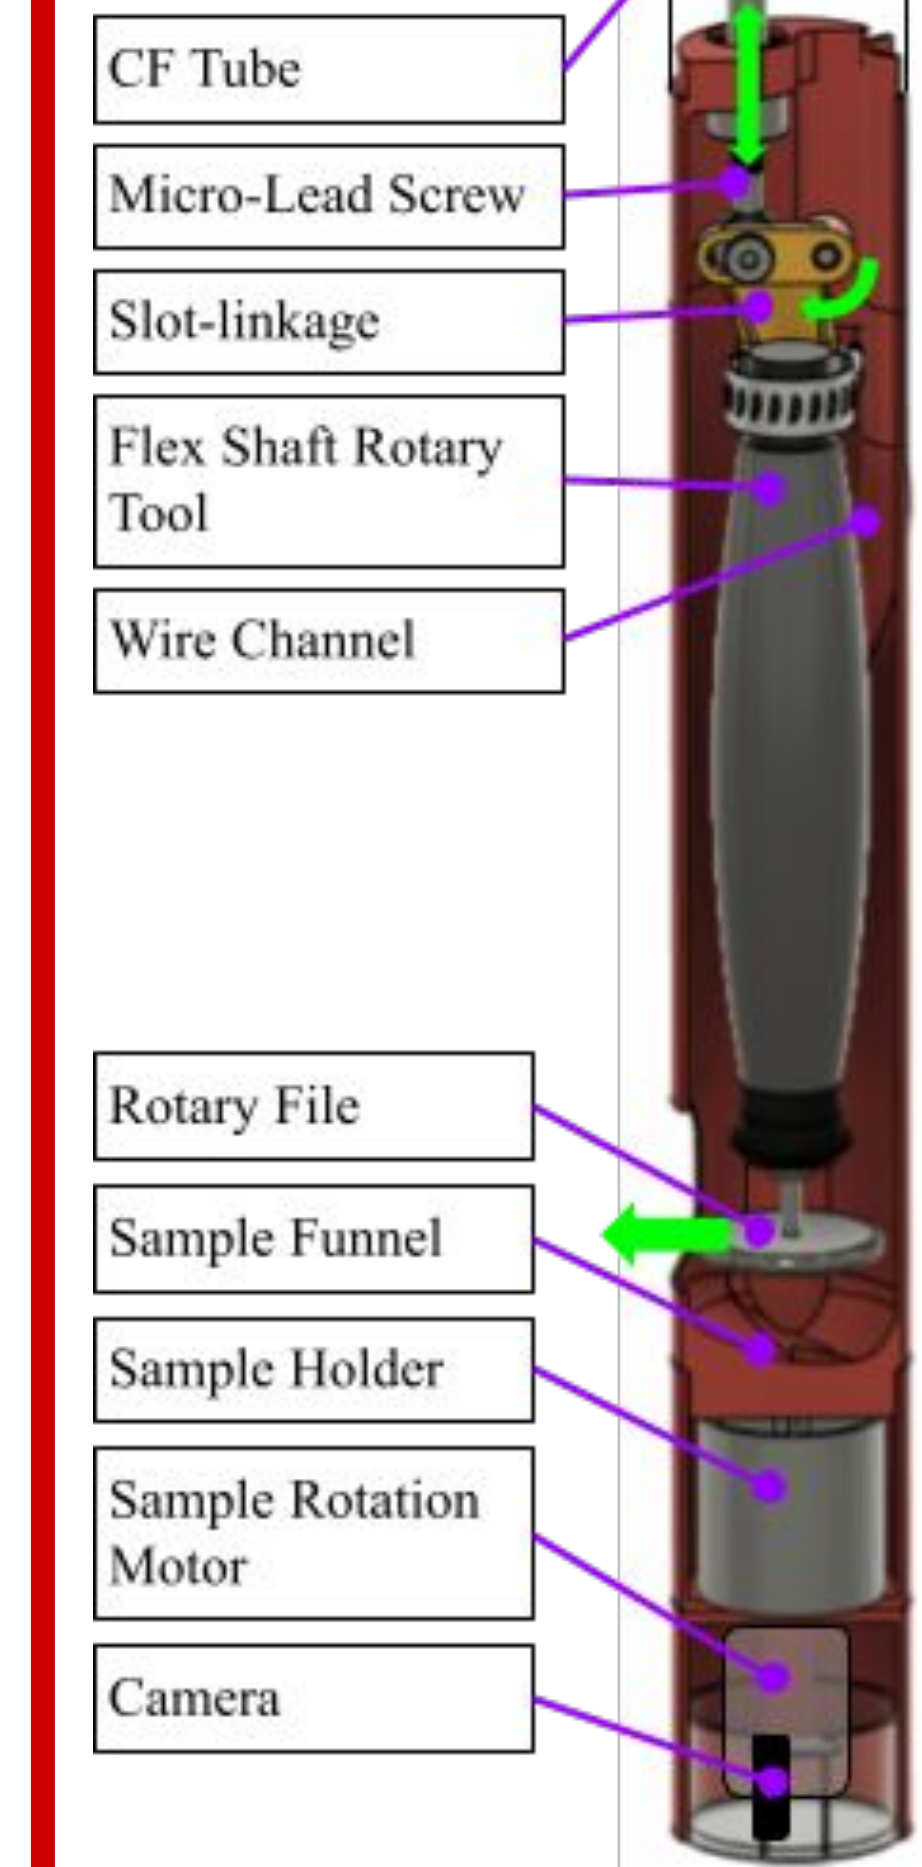 CF Tube
Micro-Lead Screw
Slot-linkage
Flex Shaft Rotary
Tool
Wire Channel
Rotary File
Sample Funnel
Sample Holder
Sample Rotation
Motor
Camera